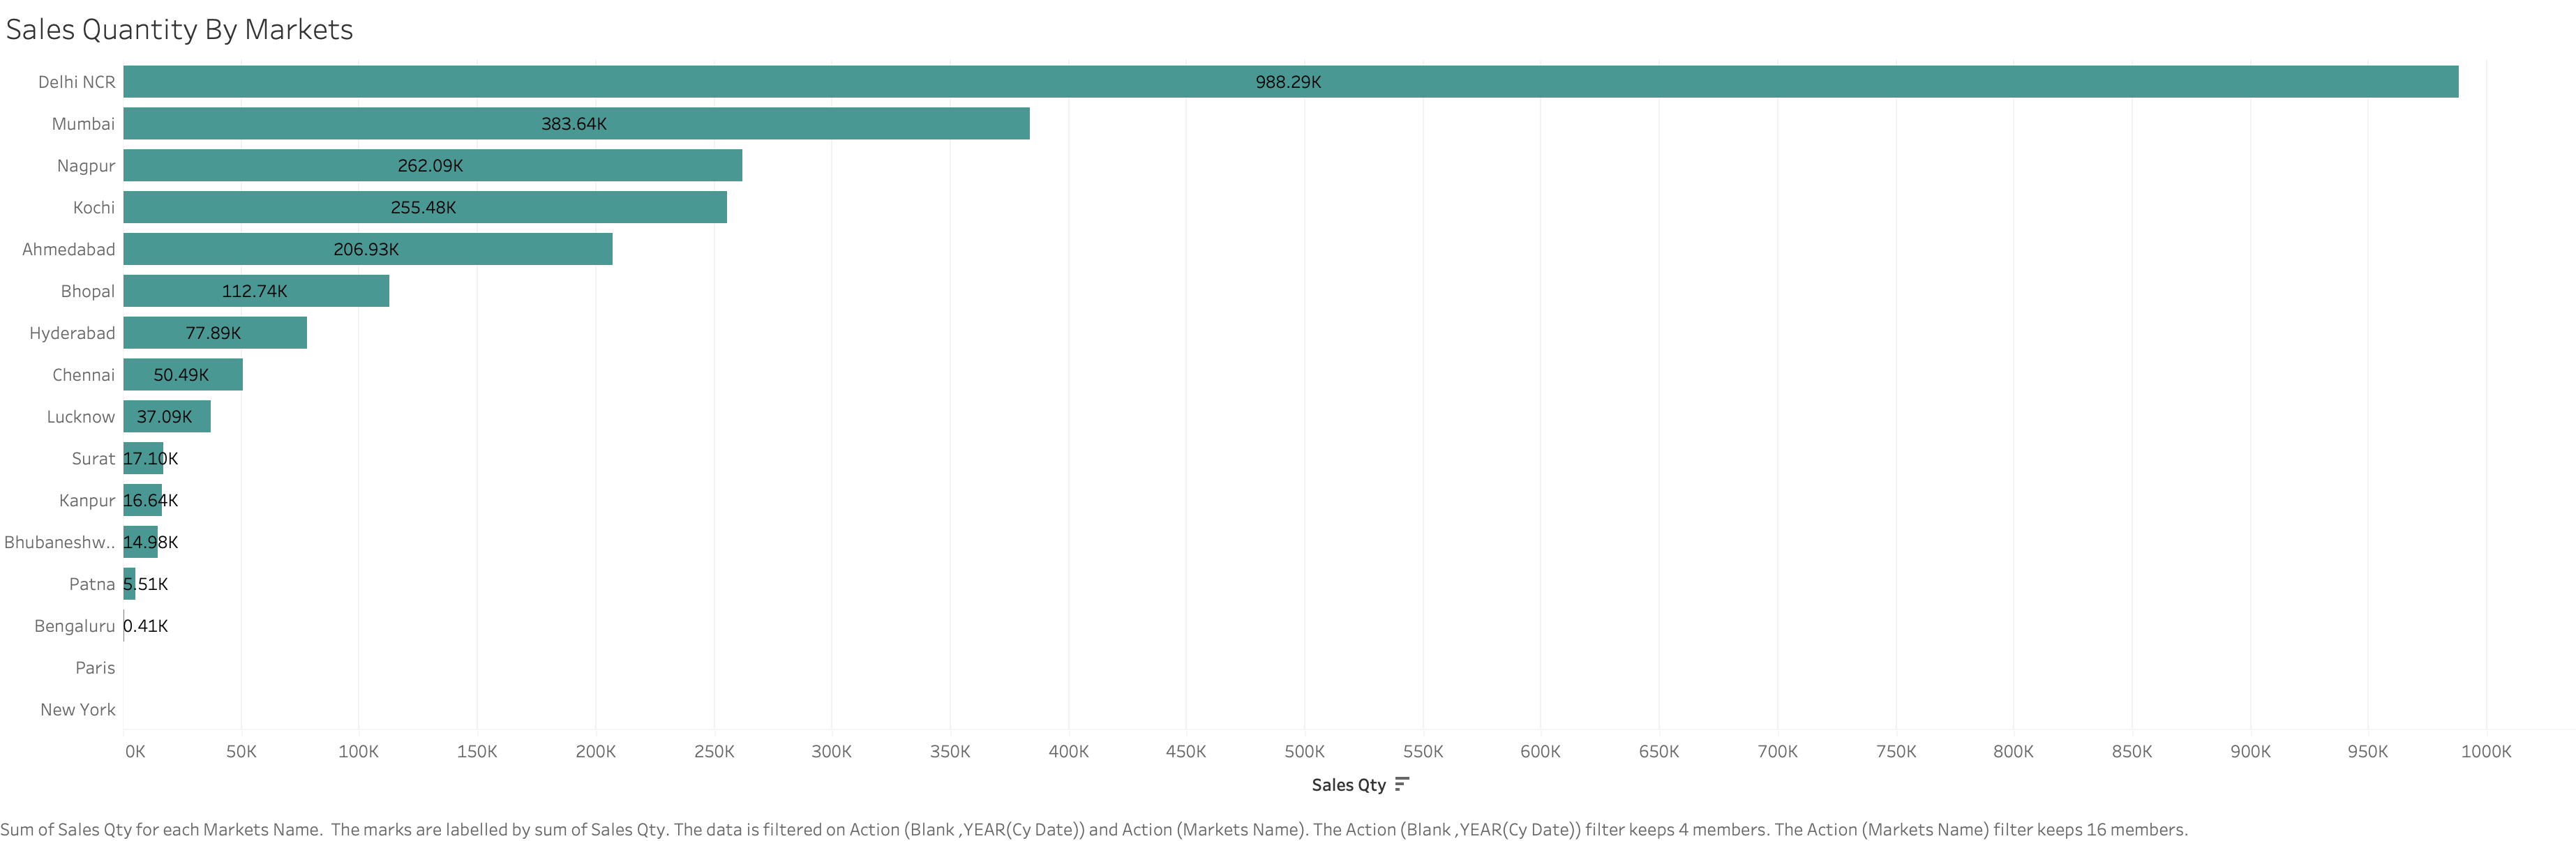 Sales Quantity By Markets
Delhi NCR 988.29K
Mumbai 383.64K
Nagpur 262.09K
Kochi 255.48K
Ahmedabad 206.93K
Bhopal 112.74K
Hyderabad 77.89K
Chennai 50.49K
Lucknow 37.09K
Surat 17.10K
Kanpur 16.64K
Bhubaneshw.. 14.98K
Patna 5.51K
Bengaluru 0.41K
Paris
New York
0K 50K 100K 150K 200K 250K 300K 350K 400K 450K 500K 550K 600K 650K 700K 750K 800K 850K 900K 950K 1000K
Sales Qty
Sum of Sales Qty for each Markets Name.  The marks are labelled by sum of Sales Qty. The data is filtered on Action (Blank ,YEAR(Cy Date)) and Action (Markets Name). The Action (Blank ,YEAR(Cy Date)) filter keeps 4 members. The Action (Markets Name) filter keeps 16 members.